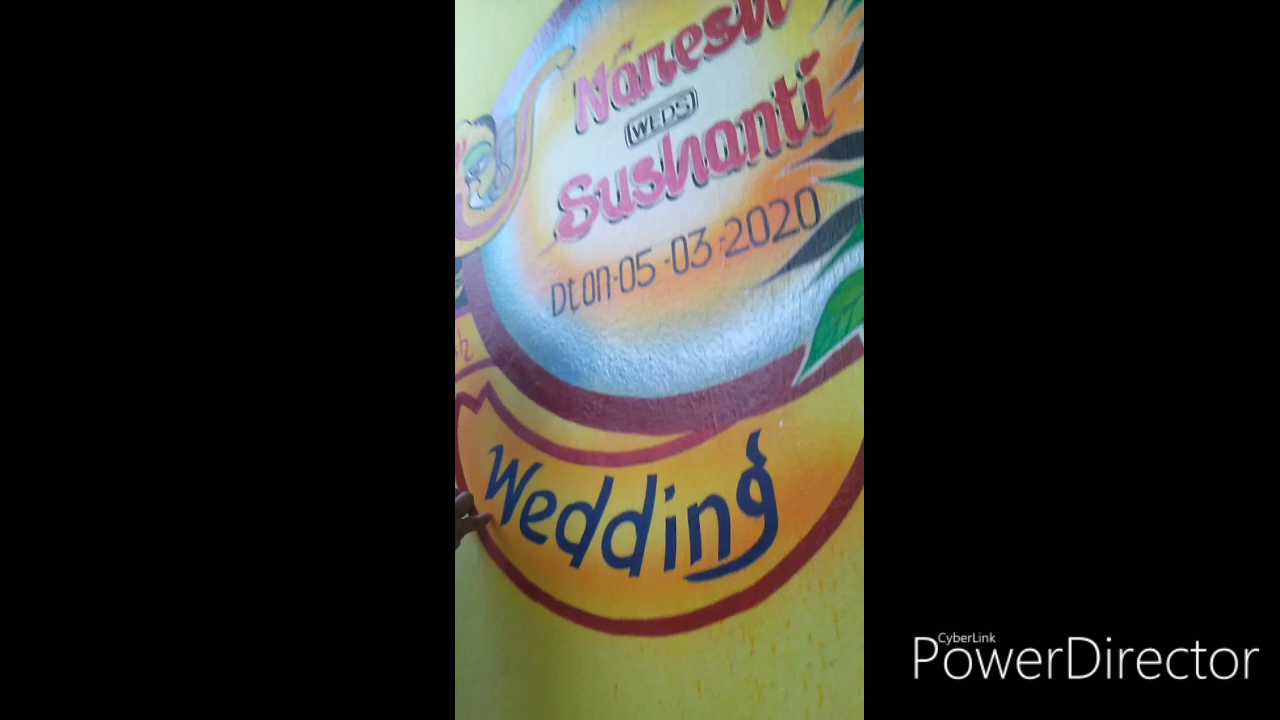 Naresh
WEDS
Sushanti
Dt.on-05-03-2020
Wedding
CyberLink
PowerDirector